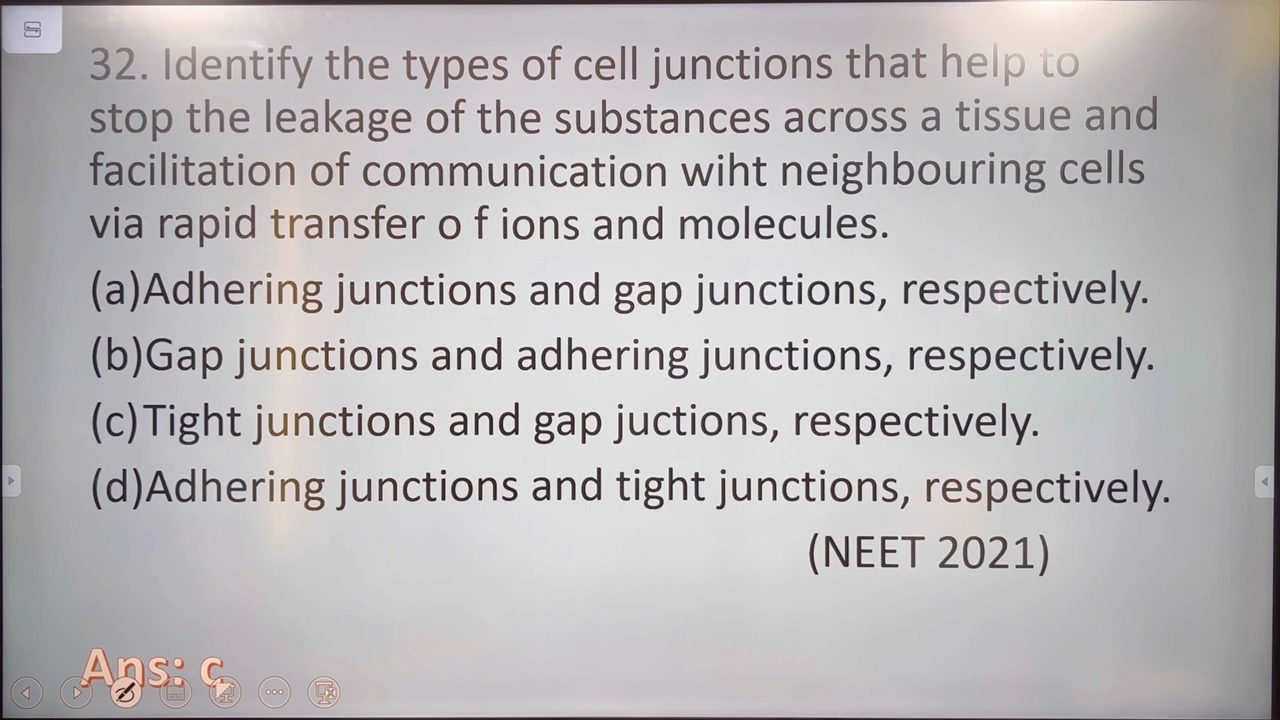 32. Identify the types of cell junctions that help to
stop the leakage of the substances across a tissue and
facilitation of communication wiht neighbouring cells
via rapid transfer o f ions and molecules.
(a)Adhering junctions and gap junctions, respectively.
(b)Gap junctions and adhering junctions, respectively.
(c)Tight junctions and gap juctions, respectively.
(d)Adhering junctions and tight junctions, respectively.
(NEET 2021)
Ans: c